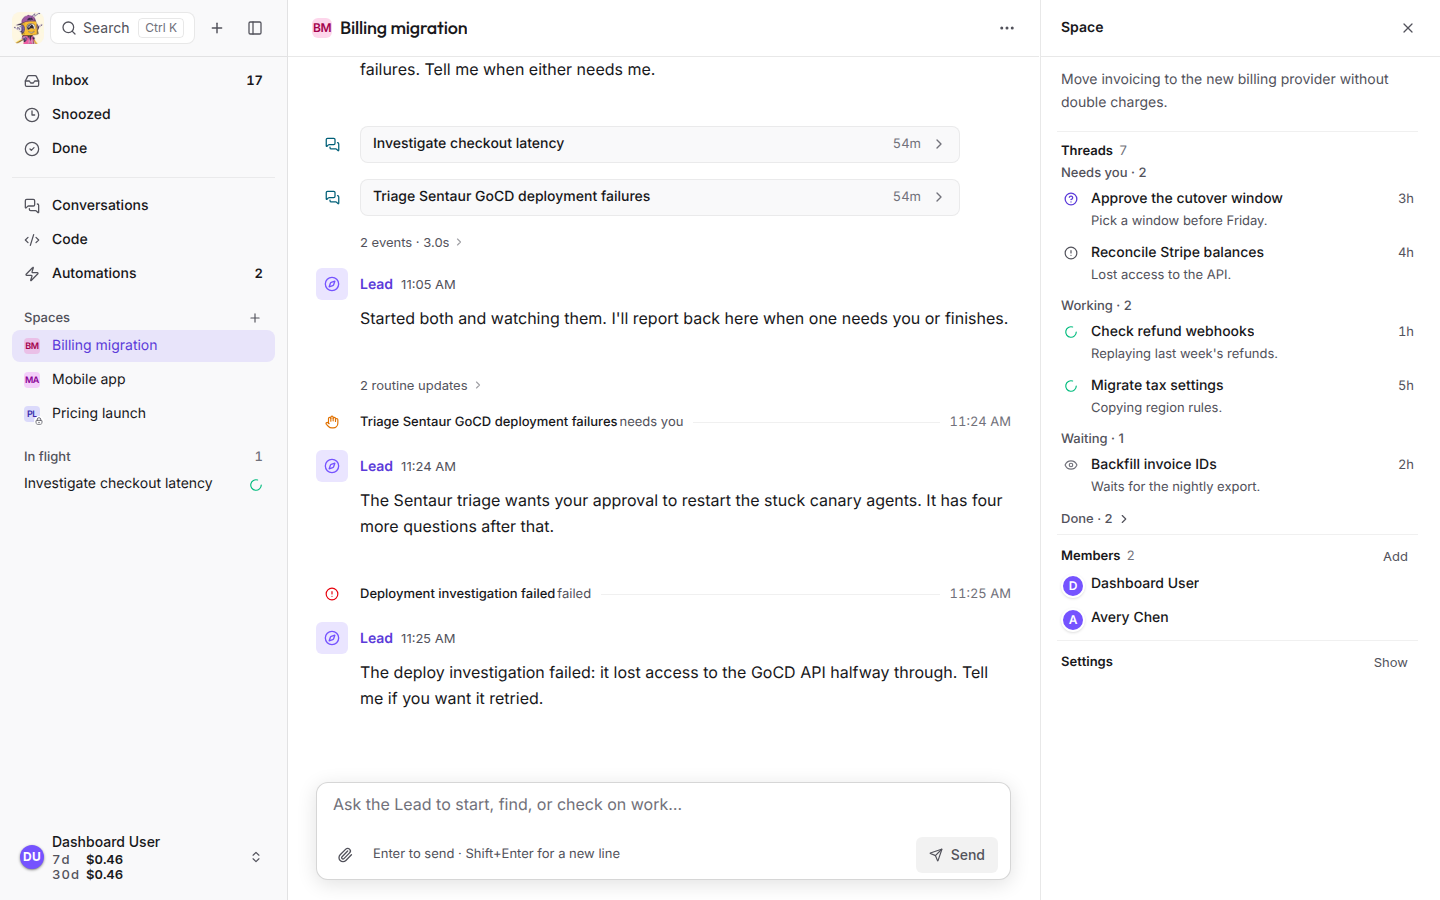 Search Ctrl K
Inbox 17
Snoozed
Done
Conversations
Code
Automations 2
Spaces
BM Billing migration
MA Mobile app
PL Pricing launch
In flight 1
Investigate checkout latency
DU Dashboard User
7d $0.46
30d $0.46
BM Billing migration
failures. Tell me when either needs me.
Investigate checkout latency 54m
Triage Sentaur GoCD deployment failures 54m
2 events · 3.0s
Lead 11:05 AM
Started both and watching them. I'll report back here when one needs you or finishes.
2 routine updates
Triage Sentaur GoCD deployment failures needs you 11:24 AM
Lead 11:24 AM
The Sentaur triage wants your approval to restart the stuck canary agents. It has four
more questions after that.
Deployment investigation failed failed 11:25 AM
Lead 11:25 AM
The deploy investigation failed: it lost access to the GoCD API halfway through. Tell
me if you want it retried.
Ask the Lead to start, find, or check on work...
Enter to send · Shift+Enter for a new line Send
Space
Move invoicing to the new billing provider without
double charges.
Threads 7
Needs you · 2
Approve the cutover window 3h
Pick a window before Friday.
Reconcile Stripe balances 4h
Lost access to the API.
Working · 2
Check refund webhooks 1h
Replaying last week's refunds.
Migrate tax settings 5h
Copying region rules.
Waiting · 1
Backfill invoice IDs 2h
Waits for the nightly export.
Done · 2
Members 2 Add
D Dashboard User
A Avery Chen
Settings Show